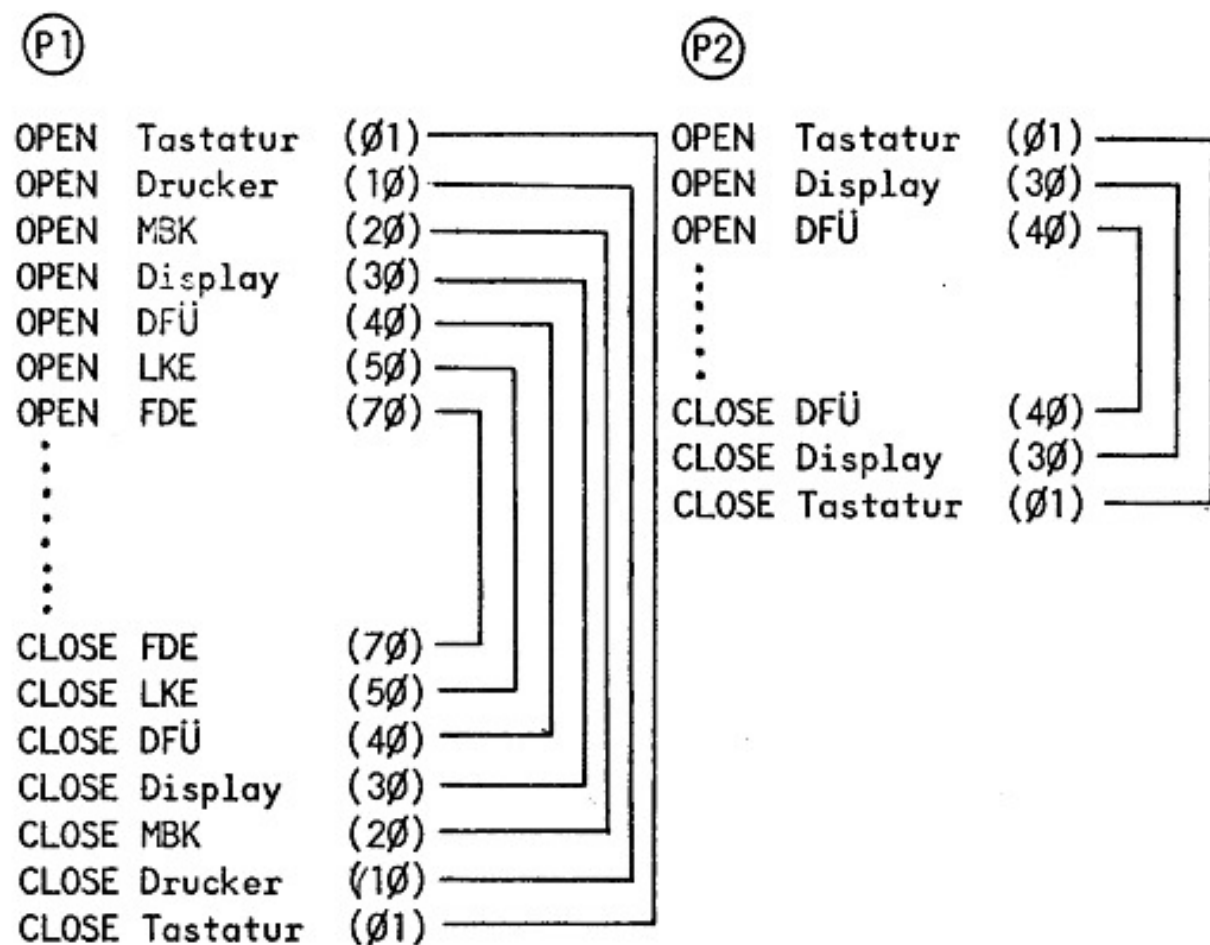 P1
OPEN Tastatur (Ø1)
OPEN Drucker (1Ø)
OPEN MBK (2Ø)
OPEN Display (3Ø)
OPEN DFÜ (4Ø)
OPEN LKE (5Ø)
OPEN FDE (7Ø)
CLOSE FDE (7Ø)
CLOSE LKE (5Ø)
CLOSE DFÜ (4Ø)
CLOSE Display (3Ø)
CLOSE MBK (2Ø)
CLOSE Drucker (1Ø)
CLOSE Tastatur (Ø1)
P2
OPEN Tastatur (Ø1)
OPEN Display (3Ø)
OPEN DFÜ (4Ø)
CLOSE DFÜ (4Ø)
CLOSE Display (3Ø)
CLOSE Tastatur (Ø1)